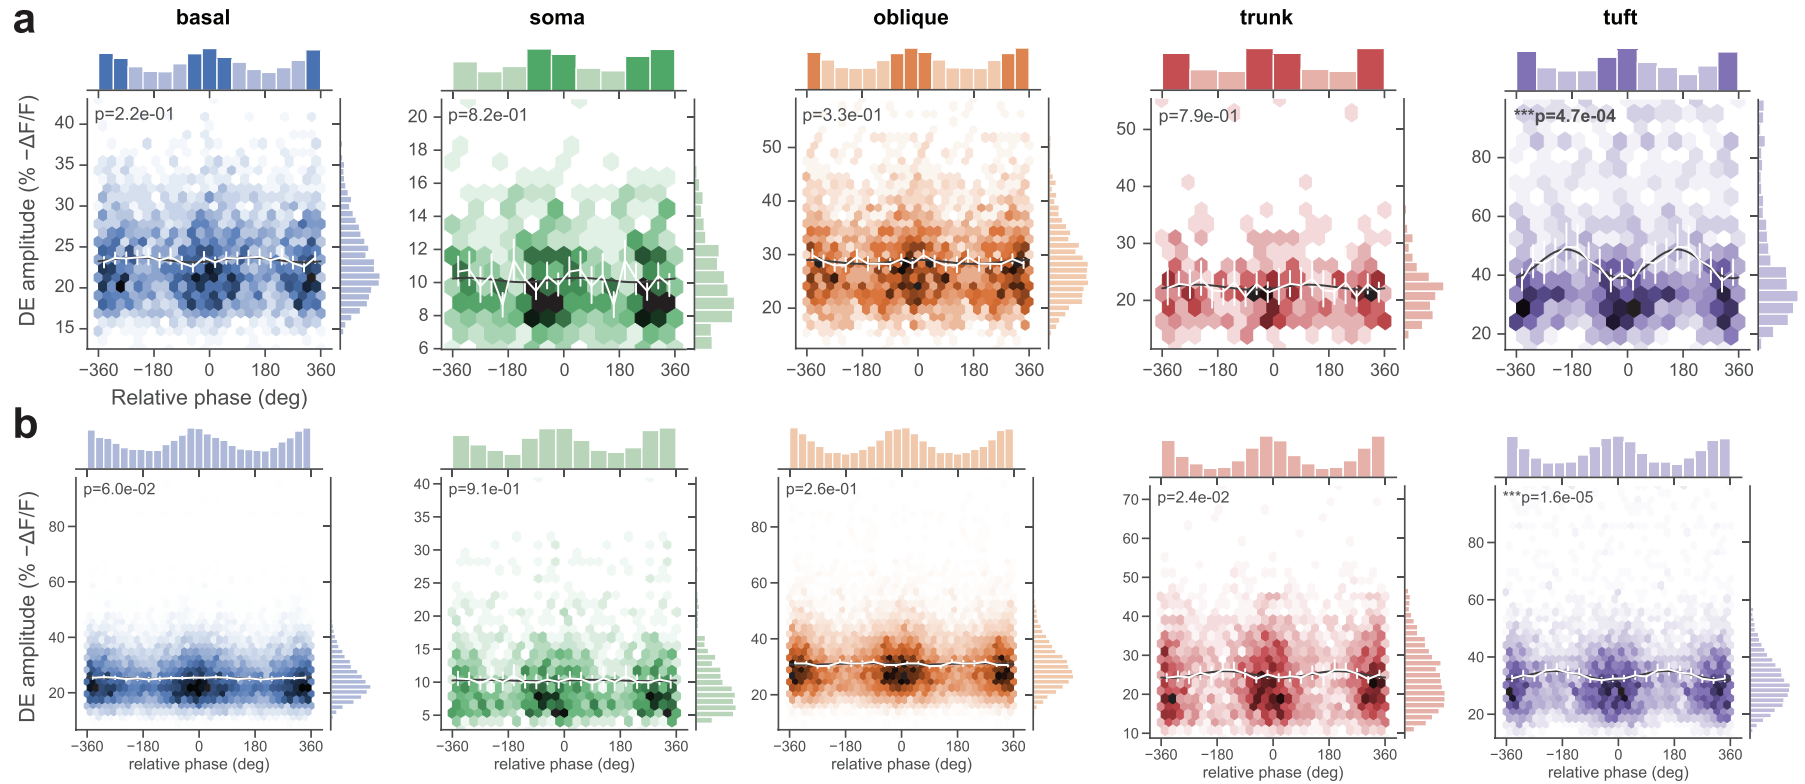 a
basal
soma
oblique
trunk
tuft
DE amplitude (% −ΔF/F)
p=2.2e-01
40
35
30
25
20
15
−360 −180 0 180 360
Relative phase (deg)
p=8.2e-01
20
18
16
14
12
10
8
6
−360 −180 0 180 360
p=3.3e-01
50
40
30
20
−360 −180 0 180 360
p=7.9e-01
50
40
30
20
−360 −180 0 180 360
***p=4.7e-04
80
60
40
20
−360 −180 0 180 360
b
DE amplitude (% −ΔF/F)
p=6.0e-02
80
60
40
20
−360 −180 0 180 360
relative phase (deg)
p=9.1e-01
40
35
30
25
20
15
10
5
−360 −180 0 180 360
relative phase (deg)
p=2.6e-01
80
60
40
20
−360 −180 0 180 360
relative phase (deg)
p=2.4e-02
70
60
50
40
30
20
10
−360 −180 0 180 360
relative phase (deg)
***p=1.6e-05
80
60
40
20
−360 −180 0 180 360
relative phase (deg)